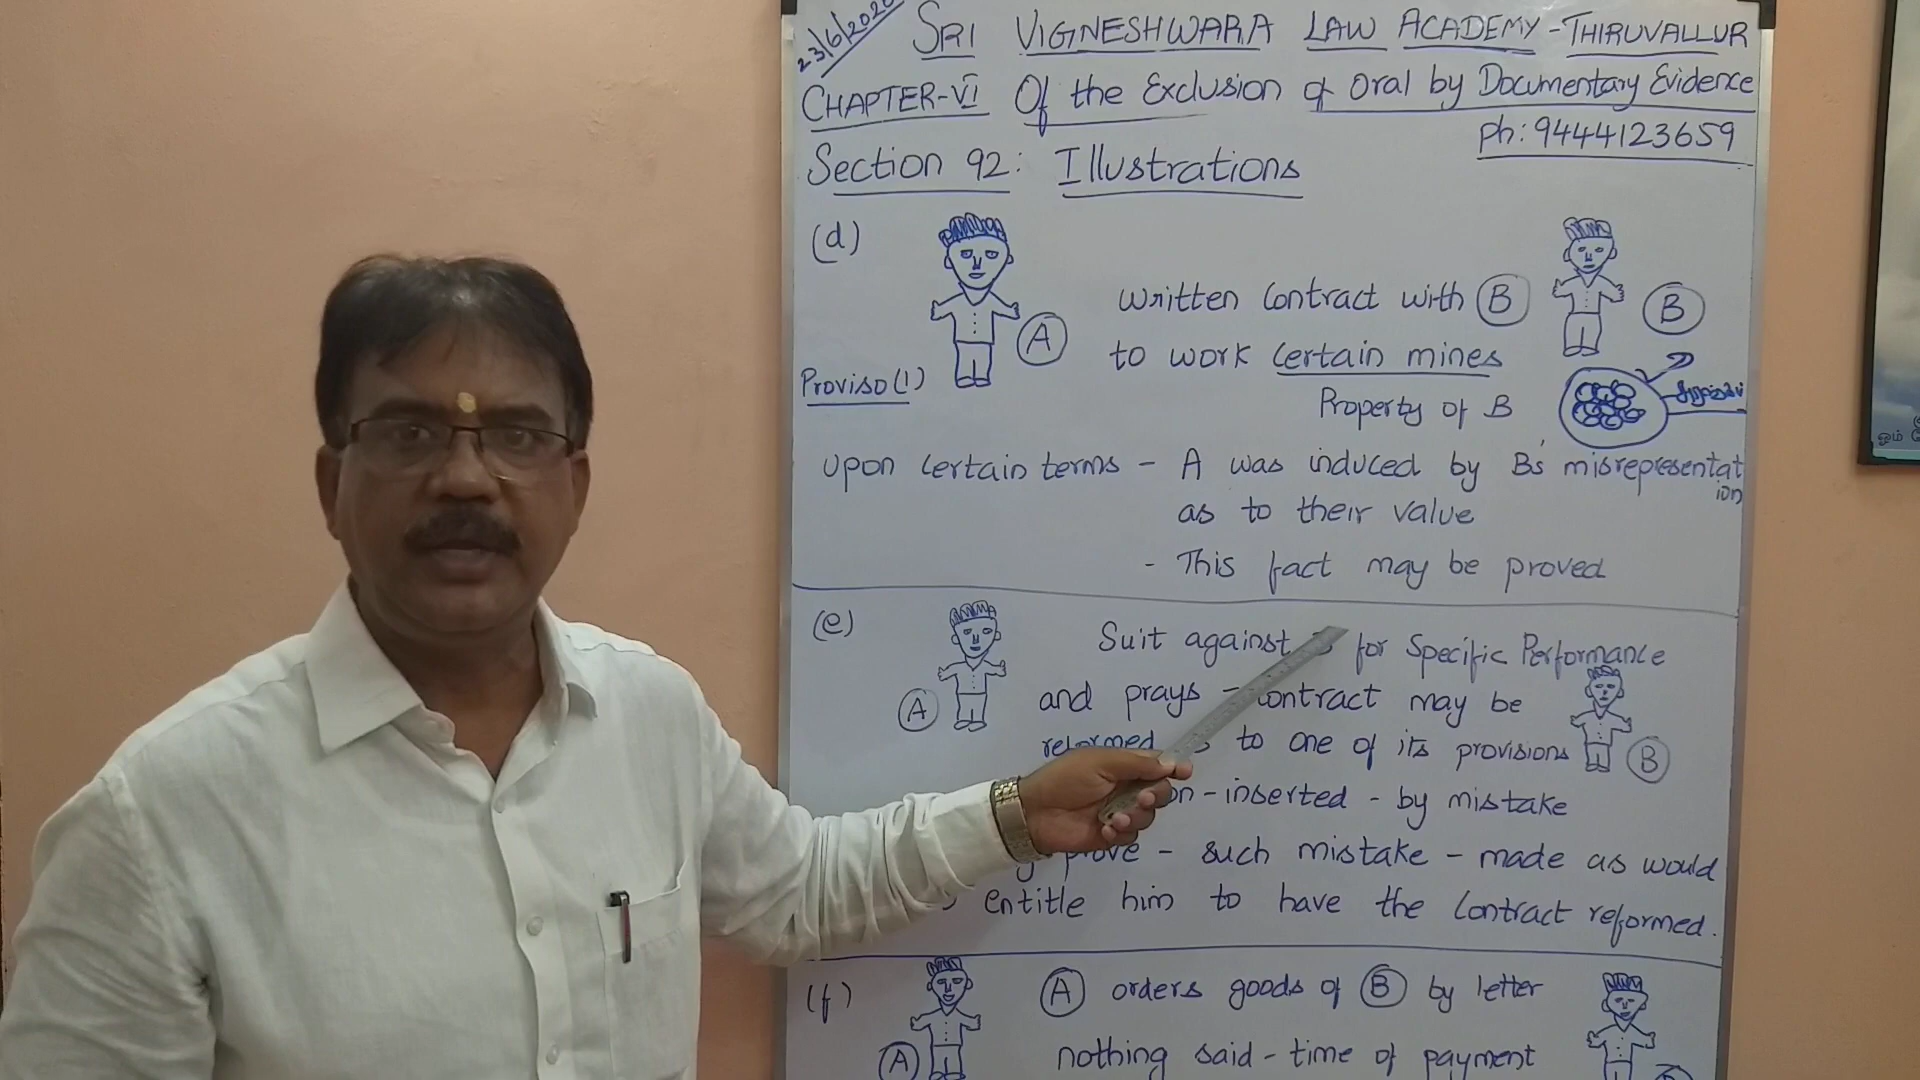 23/6/2020
SRI VIGNESHWARA LAW ACADEMY - THIRUVALLUR
CHAPTER-VI Of the Exclusion of Oral by Documentary Evidence
Ph: 9444123659
Section 92: Illustrations
(d)
Written Contract with B
B
A
to work Certain mines
Proviso (1)
Property of B
upon Certain terms - A was induced by B's misrepresentation
as to their value
- This fact may be proved
(e)
Suit against for Specific Performance
A
and prays - Contract may be
reformed to one of its provisions
B
inserted - by mistake
prove - such mistake - made as would
entitle him to have the Contract reformed.
(f)
A orders goods of B by letter
A
nothing said - time of payment
ஓம்